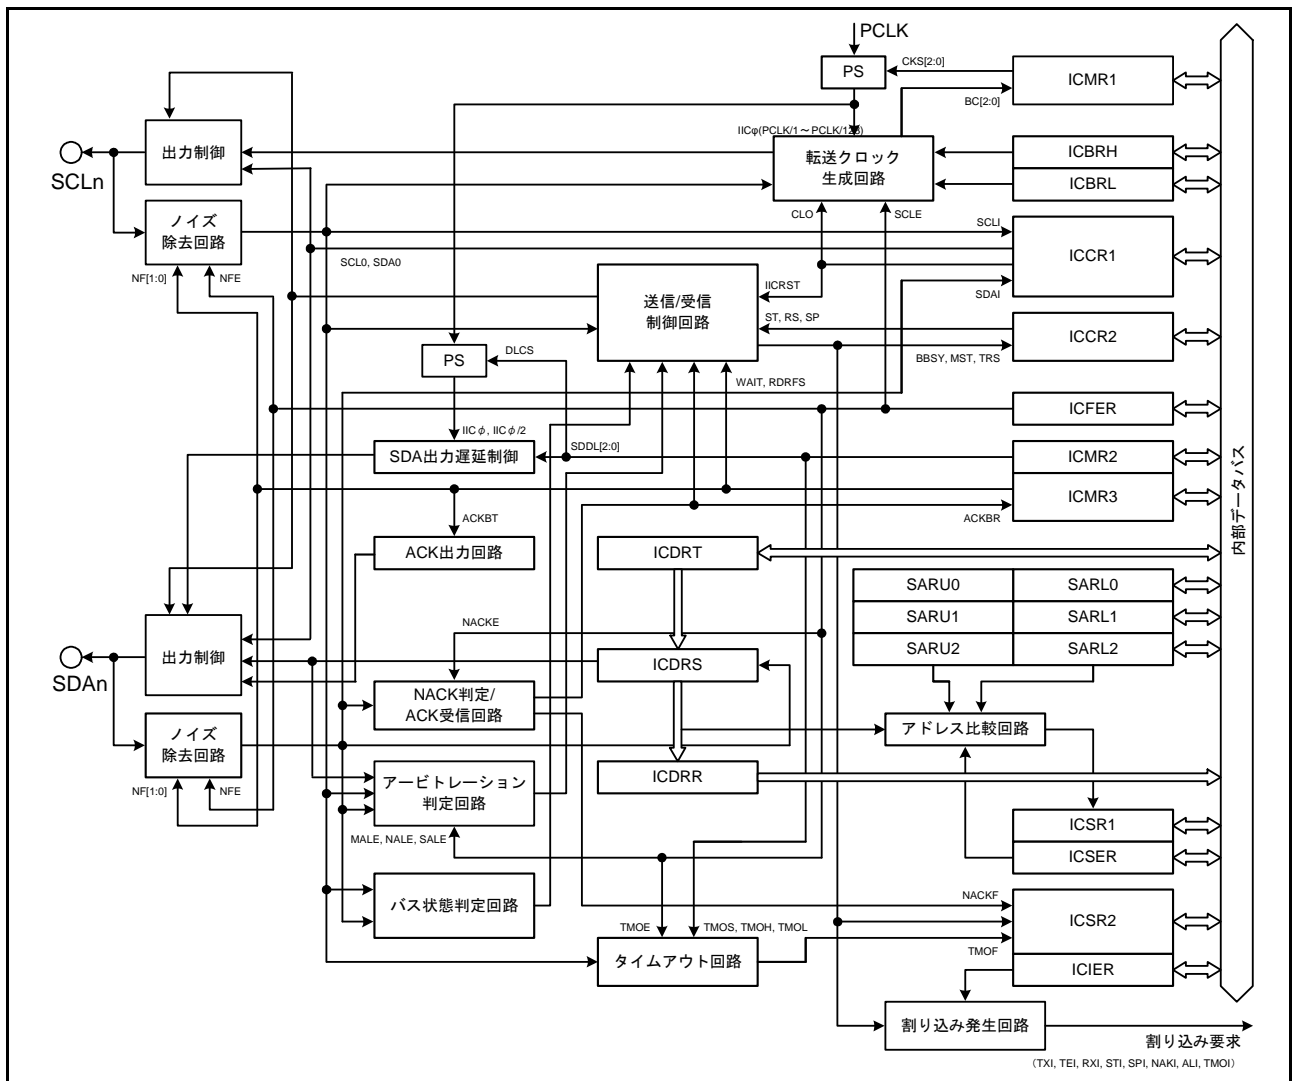 PCLK
PS
CKS[2:0]
ICMR1
BC[2:0]
IICφ(PCLK/1～PCLK/128)
出力制御
SCLn
転送クロック
生成回路
ICBRH
ICBRL
ノイズ
除去回路
CLO
SCLE
SCLI
ICCR1
NF[1:0]
NFE
SCL0, SDA0
IICRST
SDAI
送信/受信
制御回路
ST, RS, SP
ICCR2
BBSY, MST, TRS
PS
DLCS
WAIT, RDRFS
ICFER
IICφ, IICφ/2
SDDL[2:0]
SDA出力遅延制御
ICMR2
ICMR3
ACKBT
ACKBR
ACK出力回路
ICDRT
内部データバス
SARU0
SARL0
SARU1
SARL1
SARU2
SARL2
NACKE
出力制御
SDAn
ICDRS
NACK判定/
ACK受信回路
アドレス比較回路
ノイズ
除去回路
NF[1:0]
NFE
アービトレーション
判定回路
ICDRR
MALE, NALE, SALE
ICSR1
ICSER
バス状態判定回路
NACKF
ICSR2
TMOE
TMOS, TMOH, TMOL
TMOF
タイムアウト回路
ICIER
割り込み発生回路
割り込み要求
（TXI, TEI, RXI, STI, SPI, NAKI, ALI, TMOI）